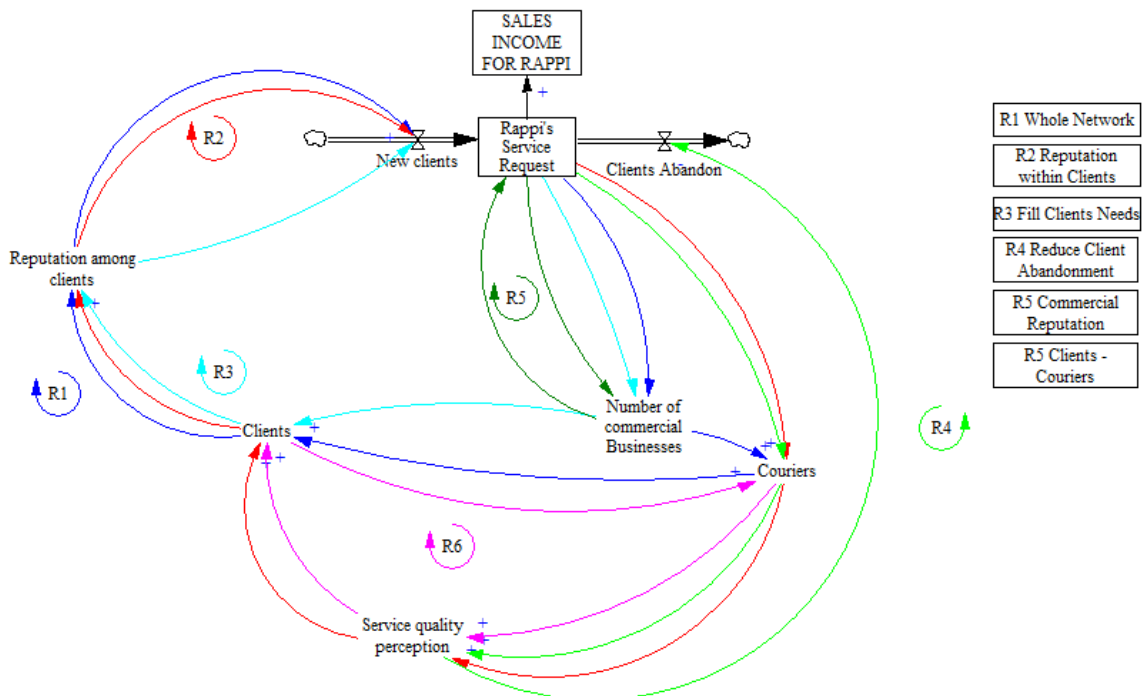 SALES
INCOME
FOR RAPPI
+
R2
+
New clients
Rappi's
Service
Request
Clients Abandon
-
R1 Whole Network
R2 Reputation
within Clients
R3 Fill Clients Needs
R4 Reduce Client
Abandonment
R5 Commercial
Reputation
R5 Clients -
Couriers
Reputation among
clients
+
R5
R3
R1
Number of
commercial
Businesses
Clients
+
+
+
+
+
+
Couriers
R4
R6
Service quality
perception
+
+
+